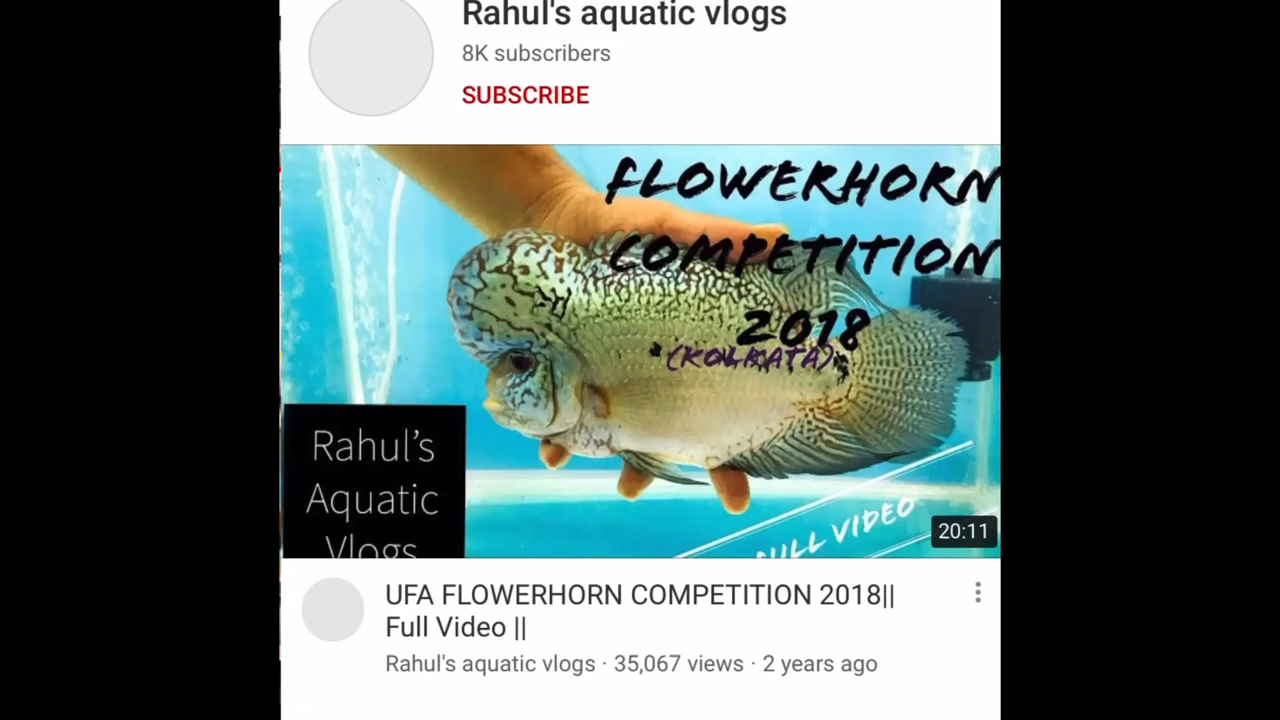 Rahul's aquatic vlogs
8K subscribers
SUBSCRIBE
FLOWERHORN
COMPETITION
2018
(KOLKATA)
Rahul's
Aquatic
Vlogs
FULL VIDEO
20:11
UFA FLOWERHORN COMPETITION 2018||
Full Video ||
Rahul's aquatic vlogs · 35,067 views · 2 years ago